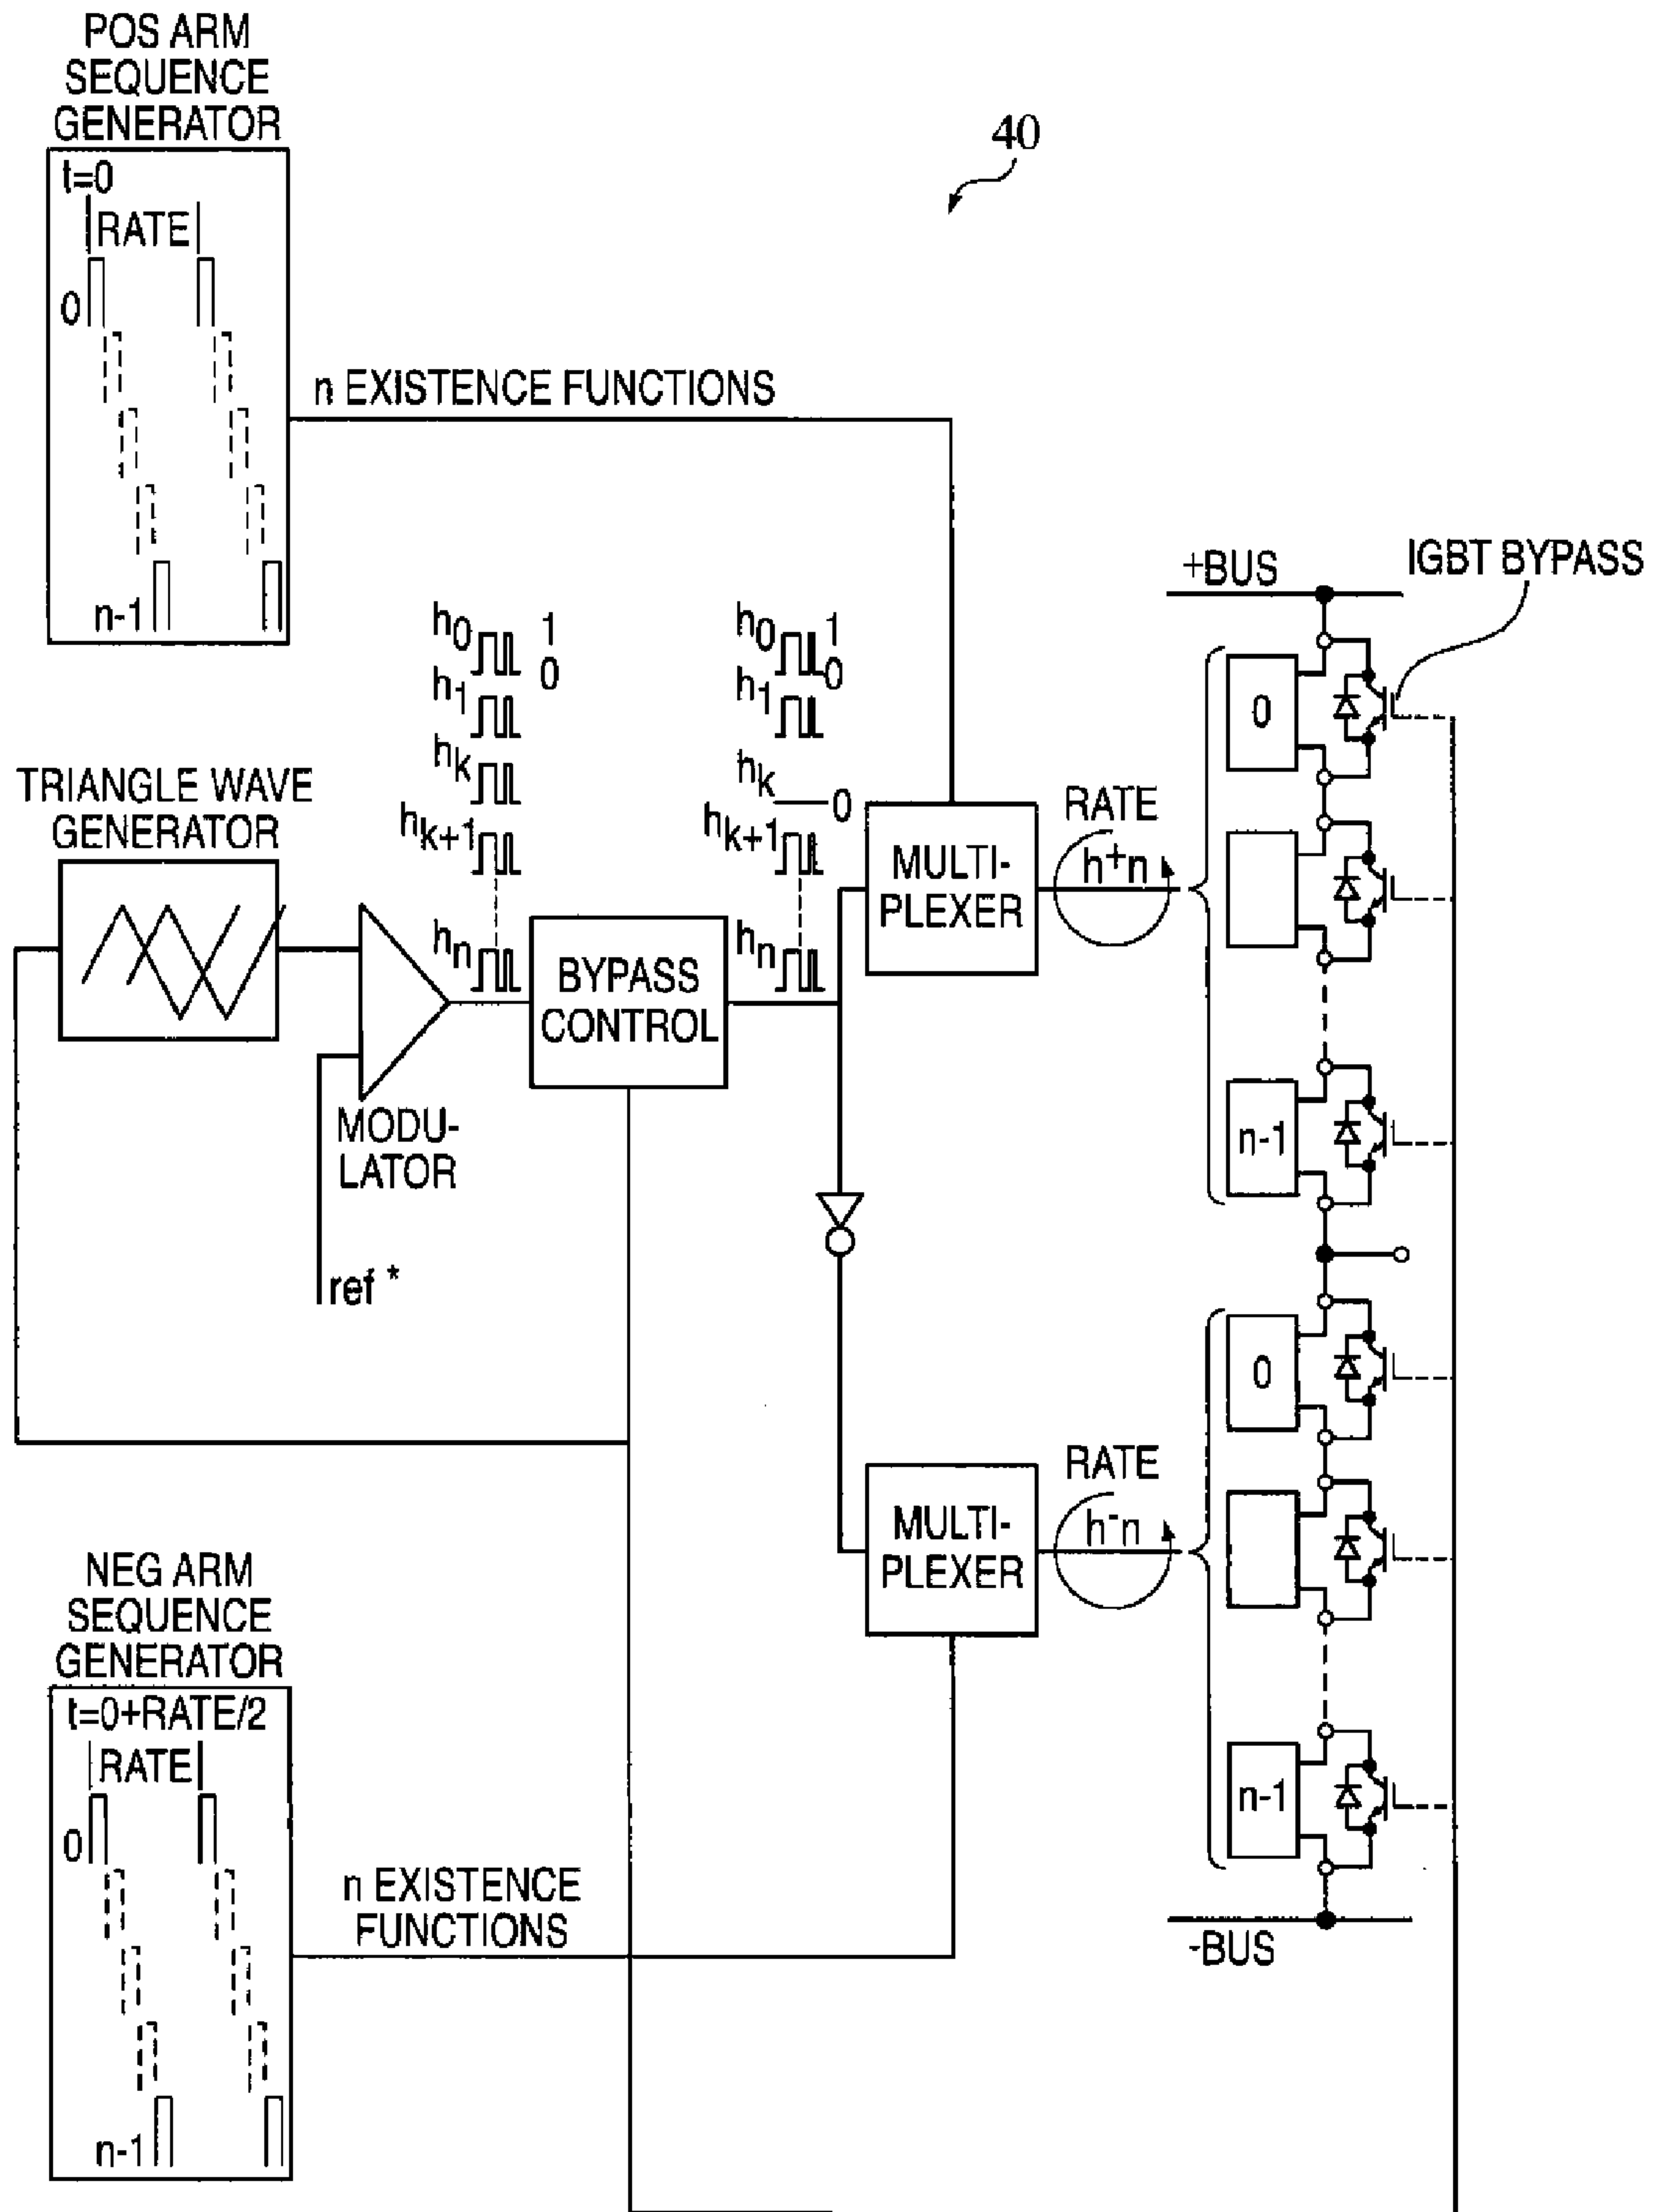 POS ARM
SEQUENCE
GENERATOR
t=0
RATE
0
n-1
40
n EXISTENCE FUNCTIONS
+BUS
IGBT BYPASS
h0 1
0
h1
hk
hk+1
hn
h0 1
0
h1
hk 0
hk+1
hn
TRIANGLE WAVE
GENERATOR
MODU-
LATOR
ref *
BYPASS
CONTROL
MULTI-
PLEXER
RATE
h+n
0
n-1
0
n-1
MULTI-
PLEXER
RATE
h-n
-BUS
NEG ARM
SEQUENCE
GENERATOR
t=0+RATE/2
RATE
0
n-1
n EXISTENCE
FUNCTIONS